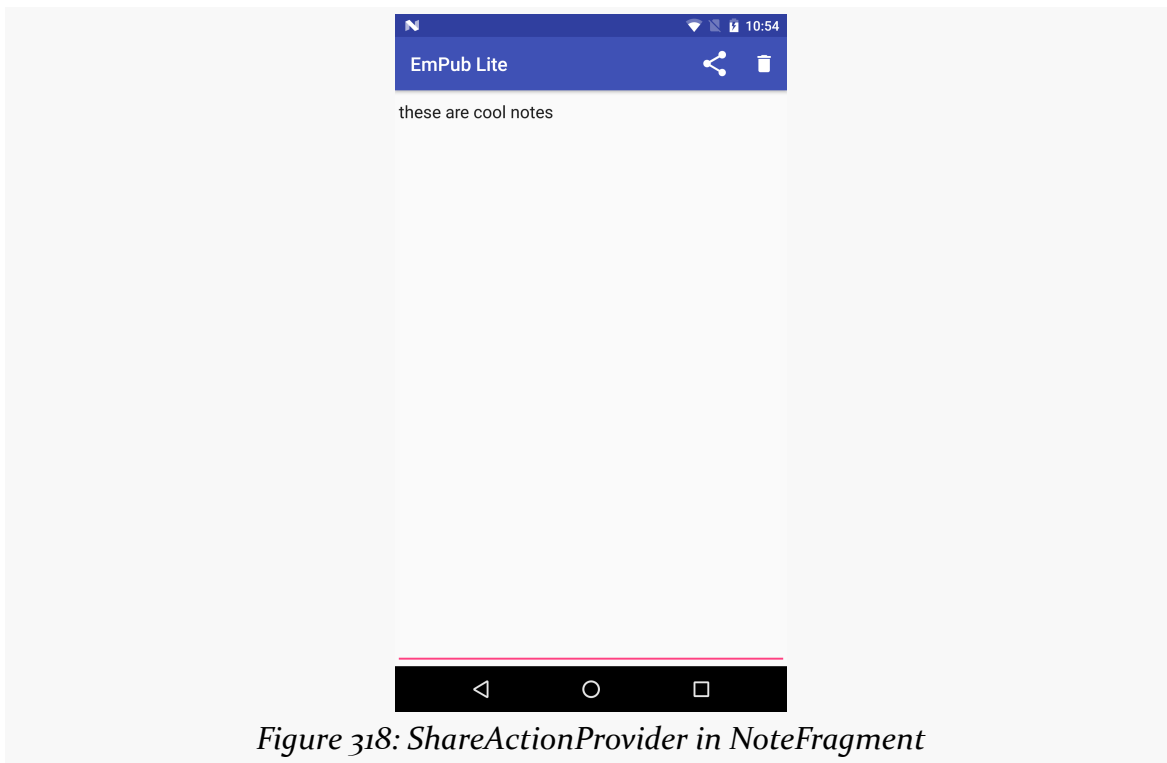 10:54
EmPub Lite
these are cool notes
Figure 318: ShareActionProvider in NoteFragment